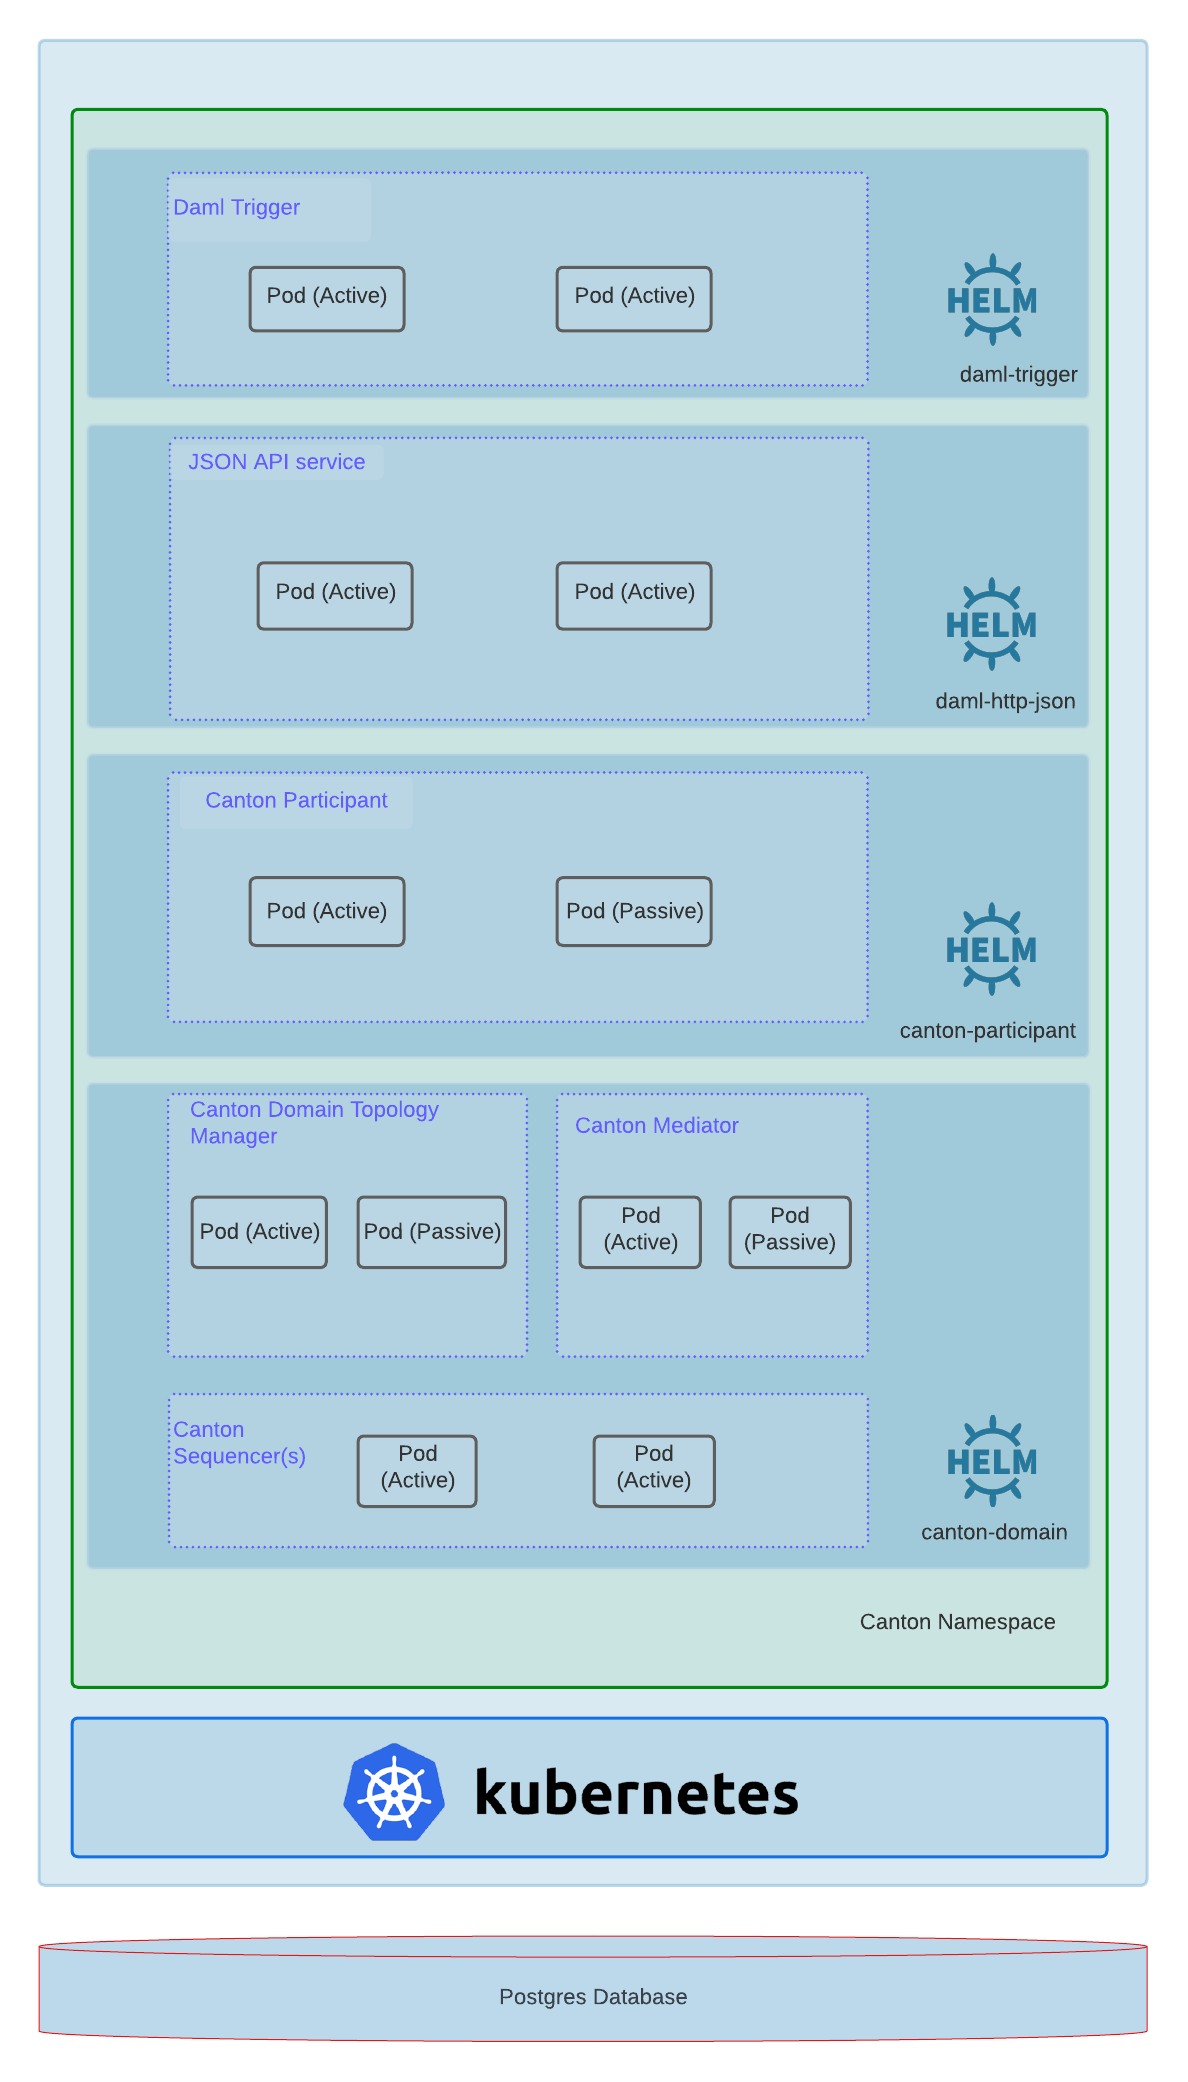 Daml Trigger
Pod (Active)
Pod (Active)
HELM
daml-trigger
JSON API service
Pod (Active)
Pod (Active)
HELM
daml-http-json
Canton Participant
Pod (Active)
Pod (Passive)
HELM
canton-participant
Canton Domain Topology
Manager
Pod (Active)
Pod (Passive)
Canton Mediator
Pod
(Active)
Pod
(Passive)
Canton
Sequencer(s)
Pod
(Active)
Pod
(Active)
HELM
canton-domain
Canton Namespace
kubernetes
Postgres Database